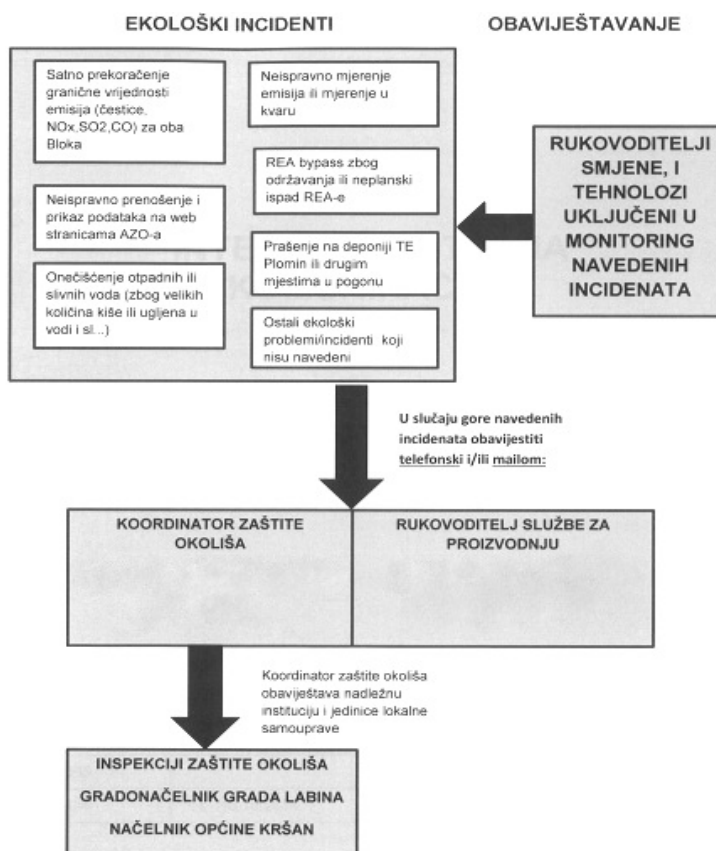 EKOLOŠKI INCIDENTI
OBAVIJEŠTAVANJE
Satno prekoračenje
granične vrijednosti
emisija (čestice,
NOx,SO2,CO) za oba
Bloka
Neispravno prenošenje i
prikaz podataka na web
stranicama AZO-a
Onečišćenje otpadnih ili
slivnih voda (zbog velikih
količina kiše ili ugljena u
vodi i sl...)
Neispravno mjerenje
emisija ili mjerenje u
kvaru
REA bypass zbog
održavanja ili neplanski
ispad REA-e
Prašenje na deponiji TE
Plomin ili drugim
mjestima u pogonu
Ostali ekološki
problemi/incidenti koji
nisu navedeni
RUKOVODITELJI
SMJENE, I
TEHNOLOZI
UKLJUČENI U
MONITORING
NAVEDENIH
INCIDENATA
U slučaju gore navedenih
incidenata obavijestiti
telefonski i/ili mailom:
KOORDINATOR ZAŠTITE
OKOLIŠA
RUKOVODITELJ SLUŽBE ZA
PROIZVODNJU
Koordinator zaštite okoliša
obaviještava nadležnu
instituciju i jedinice lokalne
samouprave
INSPEKCIJI ZAŠTITE OKOLIŠA
GRADONAČELNIK GRADA LABINA
NAČELNIK OPĆINE KRŠAN